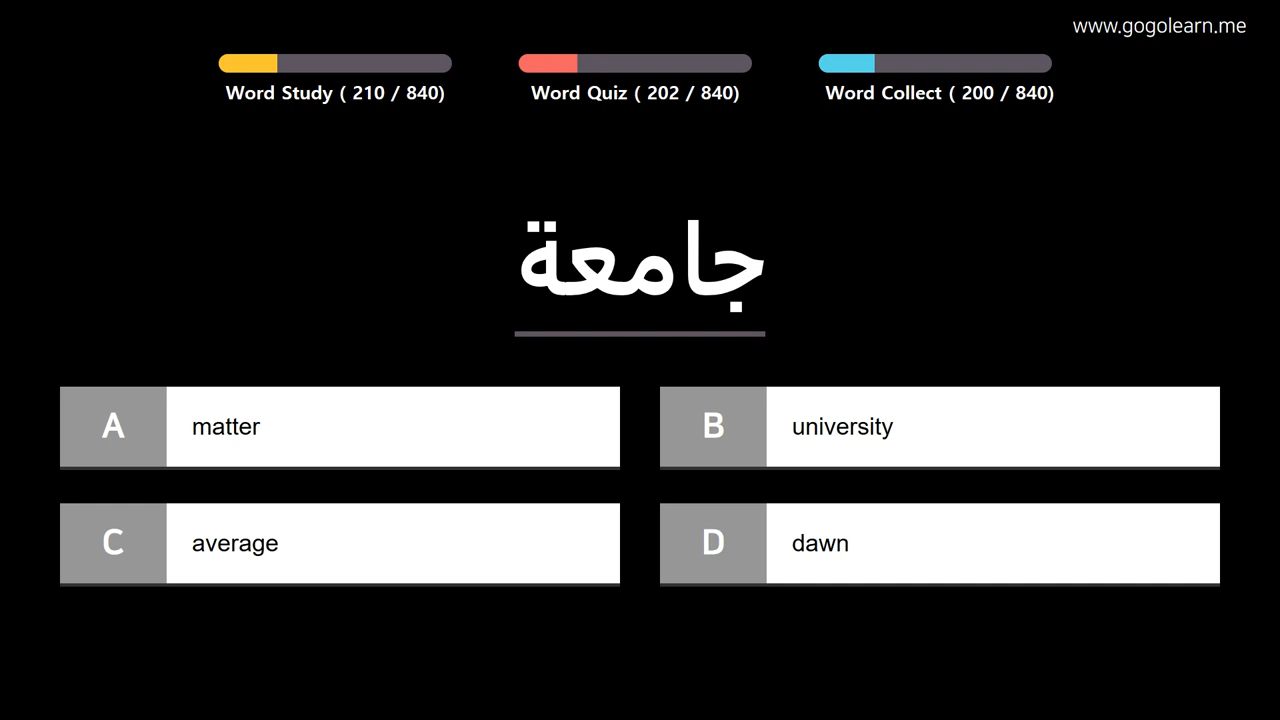 www.gogolearn.me
Word Study ( 210 / 840)
Word Quiz ( 202 / 840)
Word Collect ( 200 / 840)
جامعة
A matter
B university
C average
D dawn